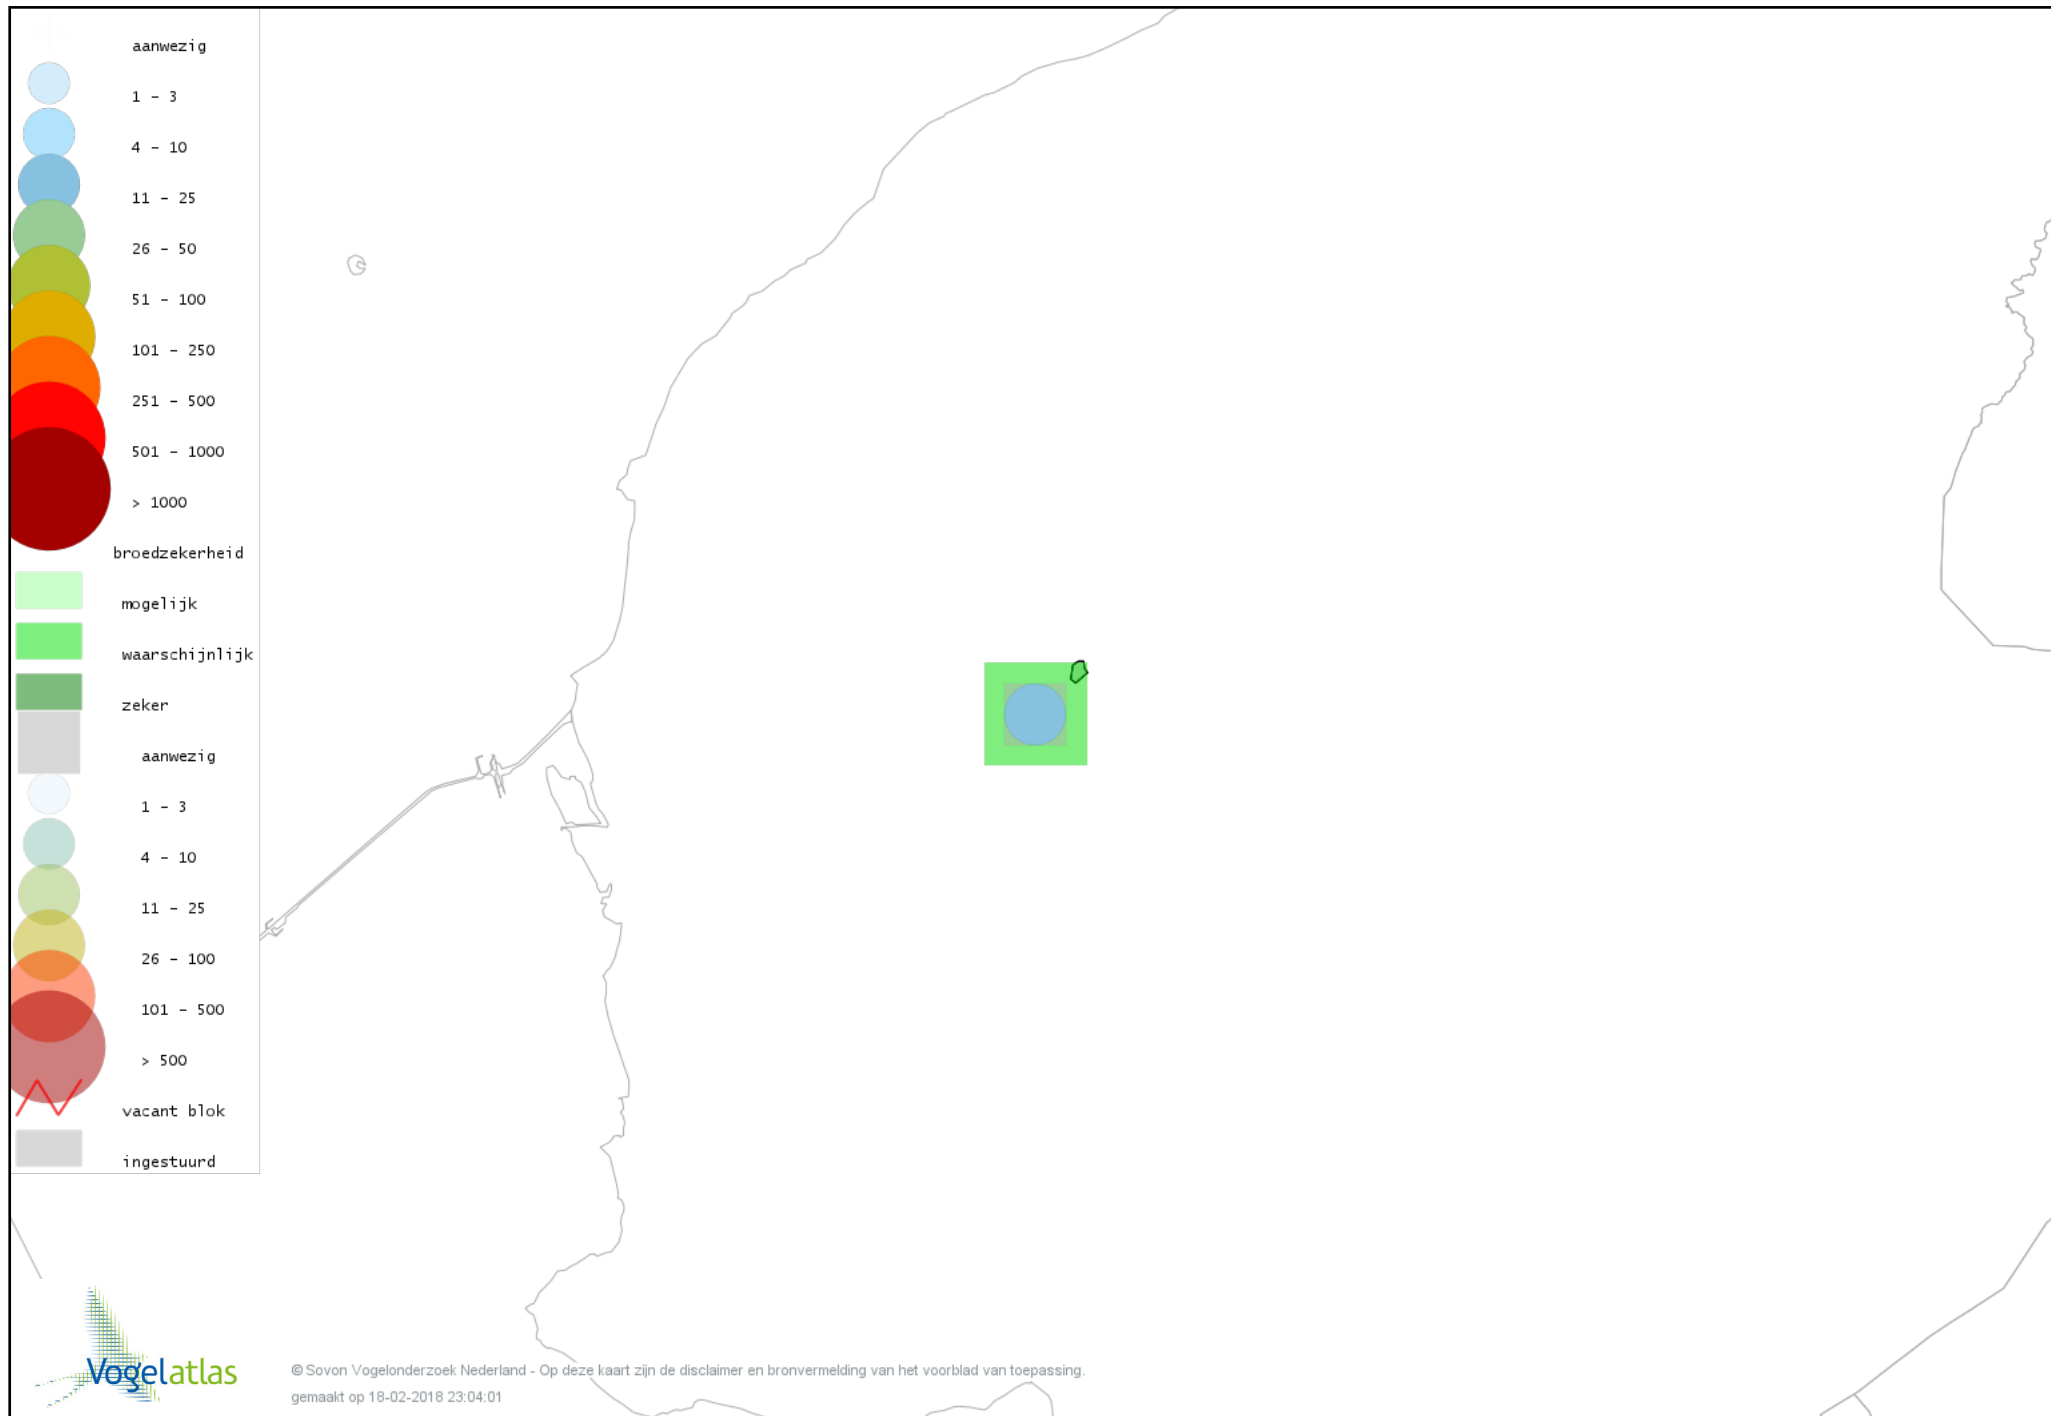 aanwezig
1 - 3
4 - 10
11 - 25
26 - 50
51 - 100
101 - 250
251 - 500
501 - 1000
> 1000
broedzekerheid
mogelijk
waarschijnlijk
zeker
aanwezig
1 - 3
4 - 10
11 - 25
26 - 100
101 - 500
> 500
vacant blok
ingestuurd
Vogelatlas
© Sovon Vogelonderzoek Nederland - Op deze kaart zijn de disclaimer en bronvermelding van het voorblad van toepassing.
gemaakt op 18-02-2018 23:04:01